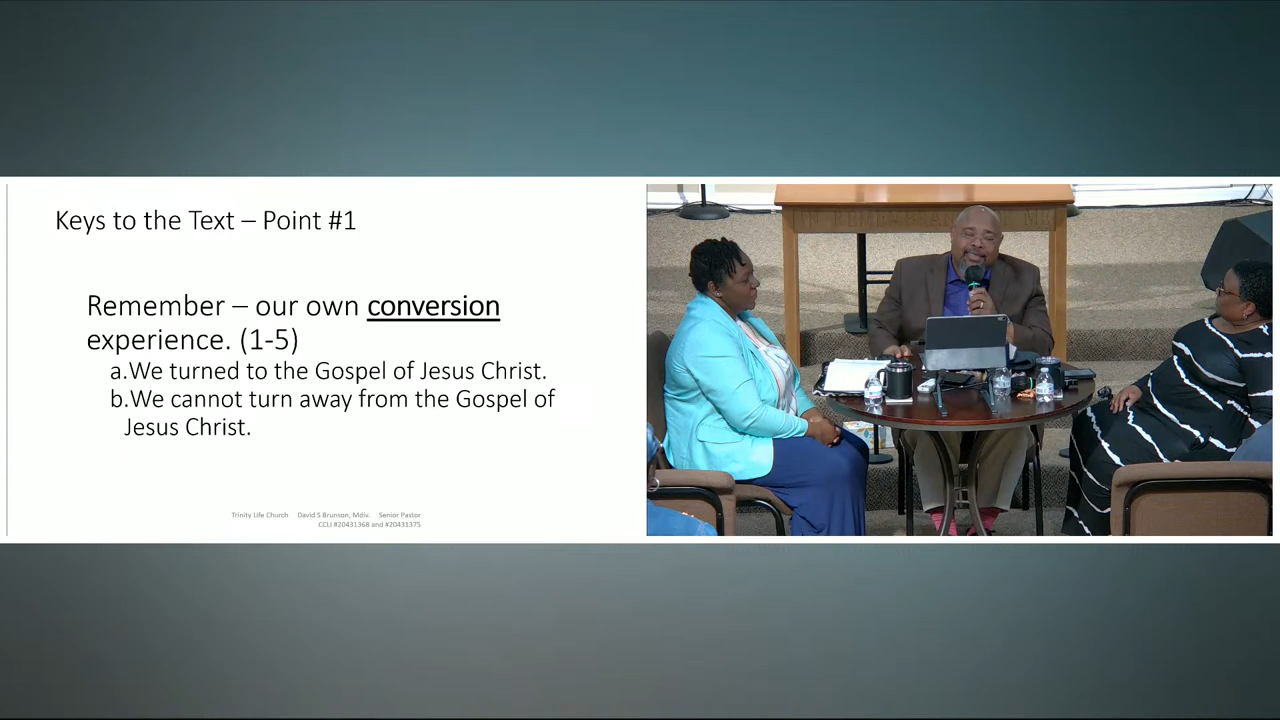 Keys to the Text – Point #1
Remember – our own conversion
experience. (1-5)
a.We turned to the Gospel of Jesus Christ.
b.We cannot turn away from the Gospel of
Jesus Christ.
Trinity Life Church David S Brunson, Mdiv. Senior Pastor
CCLI #20431368 and #20431375